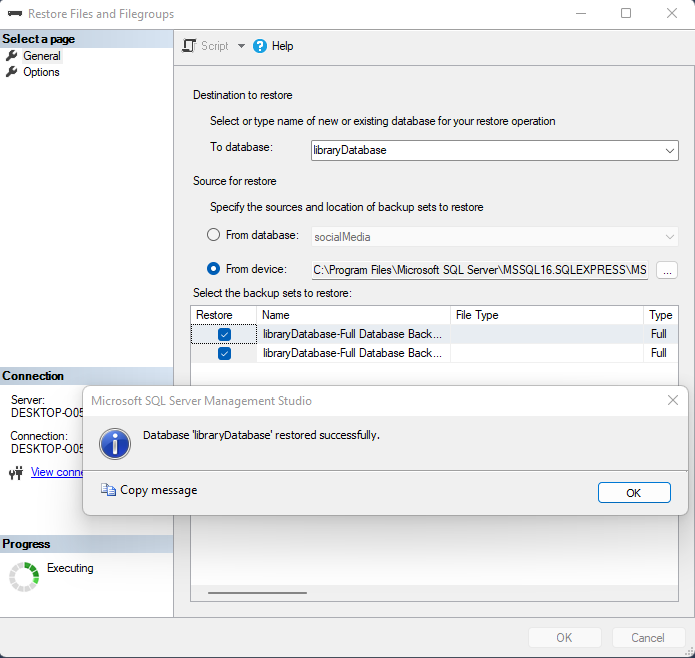 Restore Files and Filegroups
Select a page
General
Options
Script
Help
Destination to restore
Select or type name of new or existing database for your restore operation
To database:
libraryDatabase
Source for restore
Specify the sources and location of backup sets to restore
From database:
socialMedia
From device:
C:\Program Files\Microsoft SQL Server\MSSQL16.SQLEXPRESS\MS
...
Select the backup sets to restore:
Restore Name File Type Type
libraryDatabase-Full Database Back... Full
libraryDatabase-Full Database Back... Full
Connection
Server:
DESKTOP-O05
Connection:
DESKTOP-O05
View conne
Microsoft SQL Server Management Studio
Database 'libraryDatabase' restored successfully.
Copy message
OK
Progress
Executing
OK
Cancel